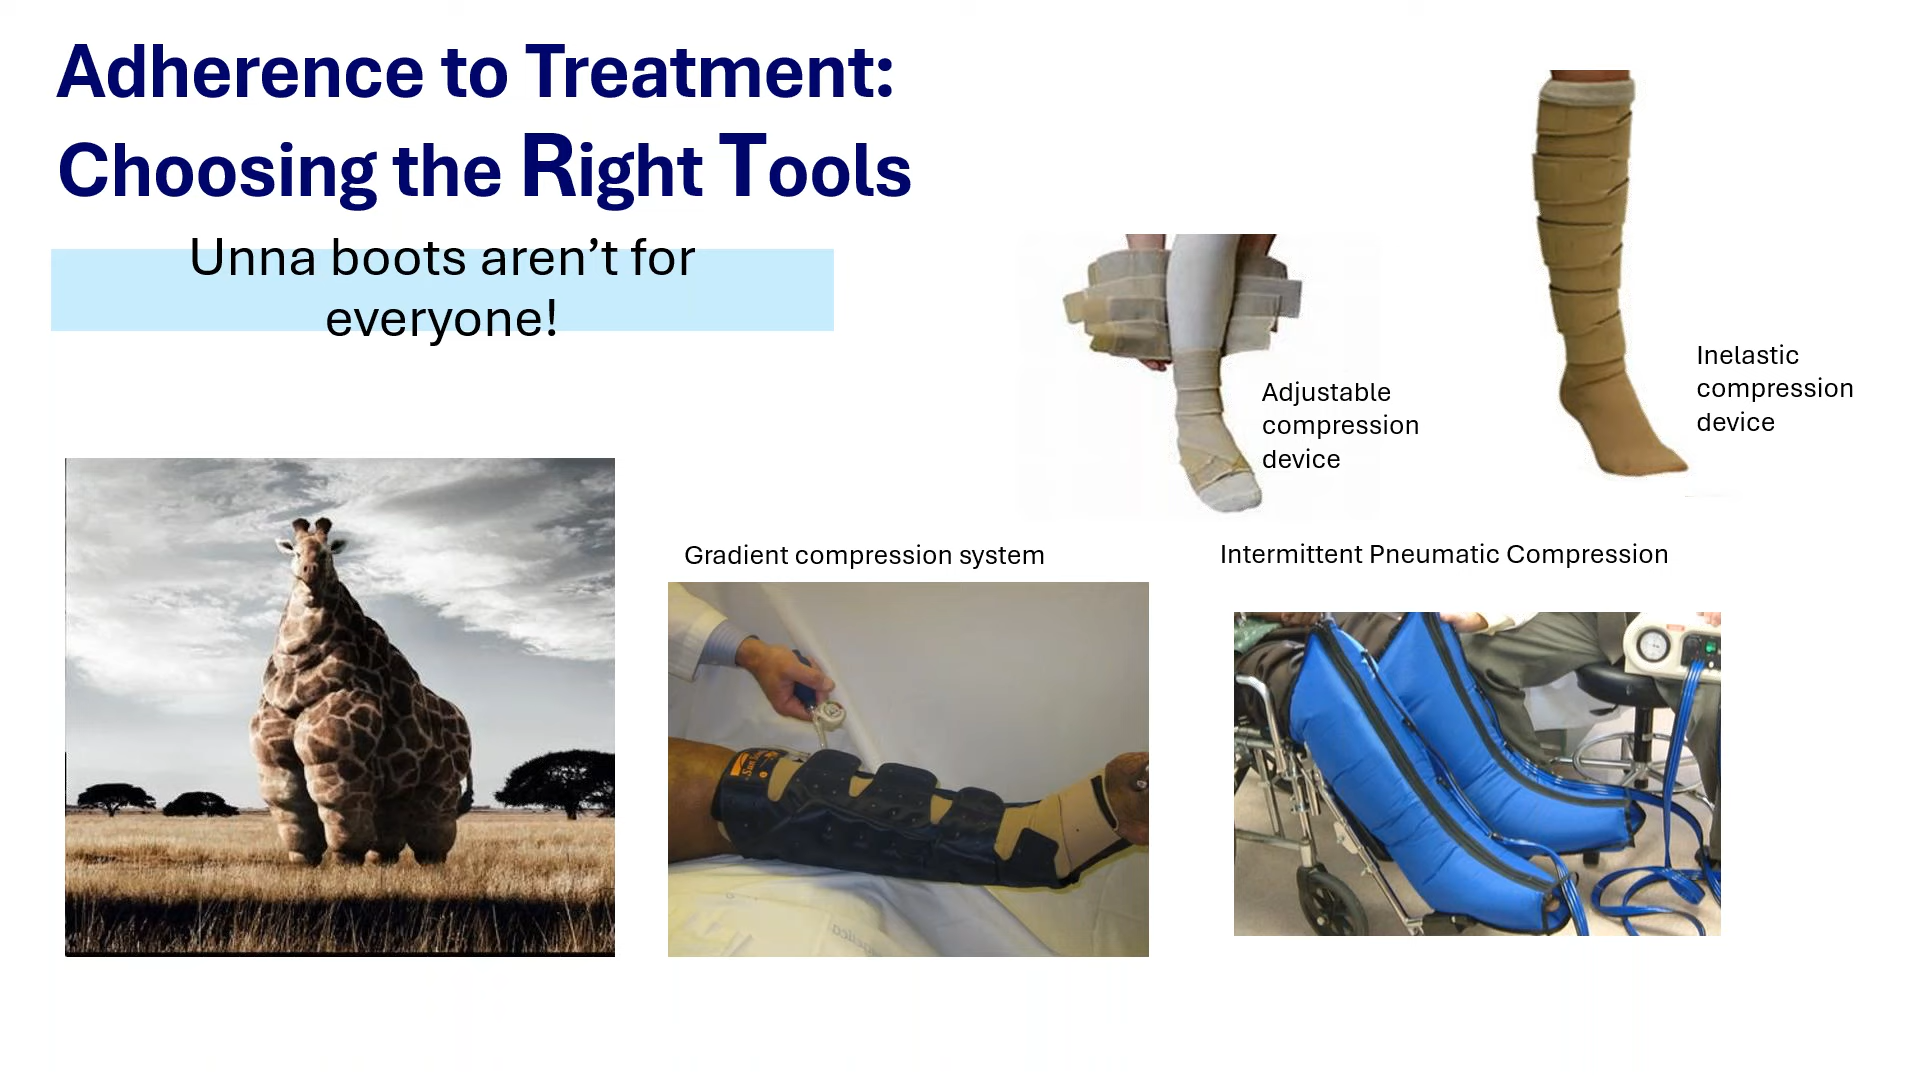 Adherence to Treatment:
Choosing the Right Tools
Unna boots aren’t for
everyone!
Adjustable
compression
device
Inelastic
compression
device
Gradient compression system
Intermittent Pneumatic Compression